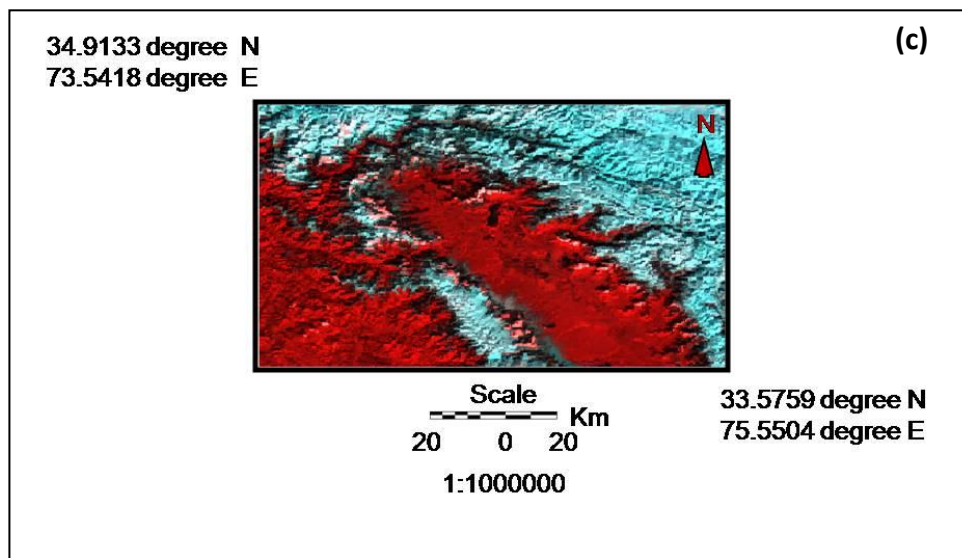 34.9133 degree N
73.5418 degree E
(c)
N
Scale
Km
20 0 20
1:1000000
33.5759 degree N
75.5504 degree E